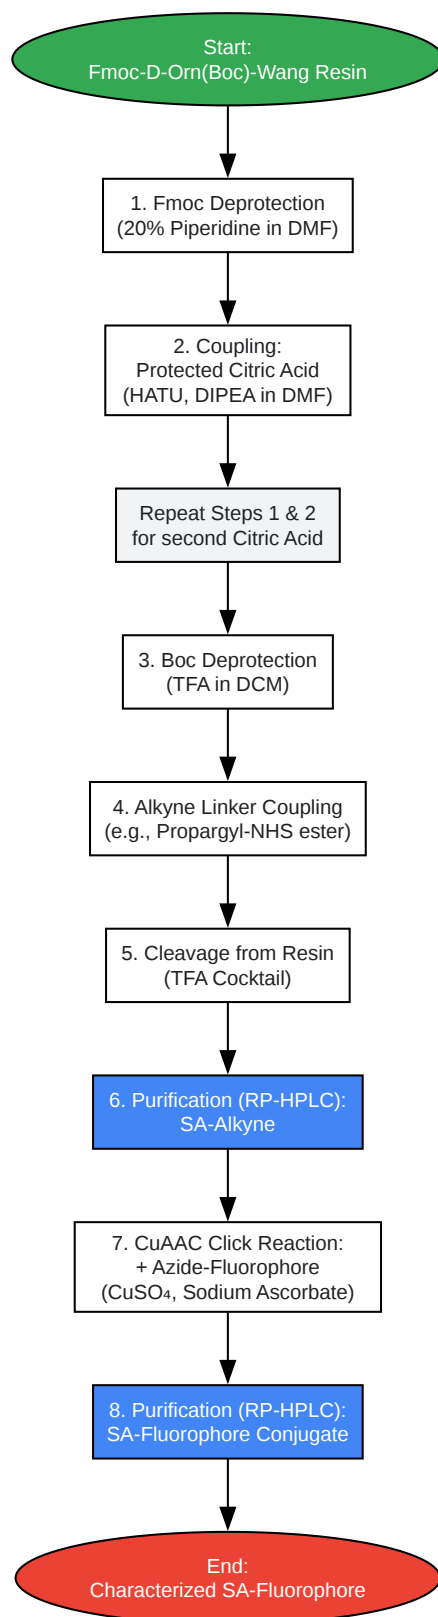 Start:
Fmoc-D-Orn(Boc)-Wang Resin
1. Fmoc Deprotection
(20% Piperidine in DMF)
2. Coupling:
Protected Citric Acid
(HATU, DIPEA in DMF)
Repeat Steps 1 & 2
for second Citric Acid
3. Boc Deprotection
(TFA in DCM)
4. Alkyne Linker Coupling
(e.g., Propargyl-NHS ester)
5. Cleavage from Resin
(TFA Cocktail)
6. Purification (RP-HPLC):
SA-Alkyne
7. CuAAC Click Reaction:
+ Azide-Fluorophore
(CuSO₄, Sodium Ascorbate)
8. Purification (RP-HPLC):
SA-Fluorophore Conjugate
End:
Characterized SA-Fluorophore